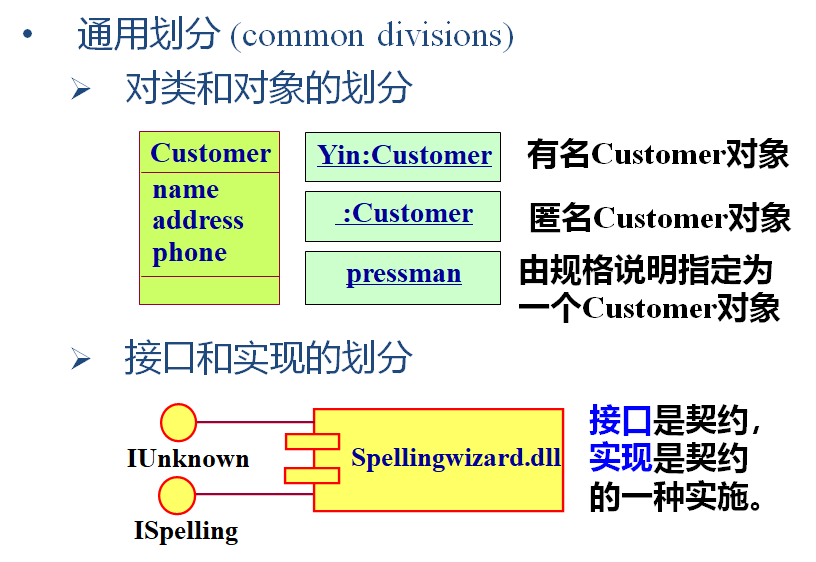 • 通用划分 (common divisions)
➢ 对类和对象的划分
Customer
name
address
phone
Yin:Customer
有名Customer对象
:Customer
匿名Customer对象
pressman
由规格说明指定为
一个Customer对象
➢ 接口和实现的划分
IUnknown
ISpelling
Spellingwizard.dll
接口是契约，
实现是契约
的一种实施。